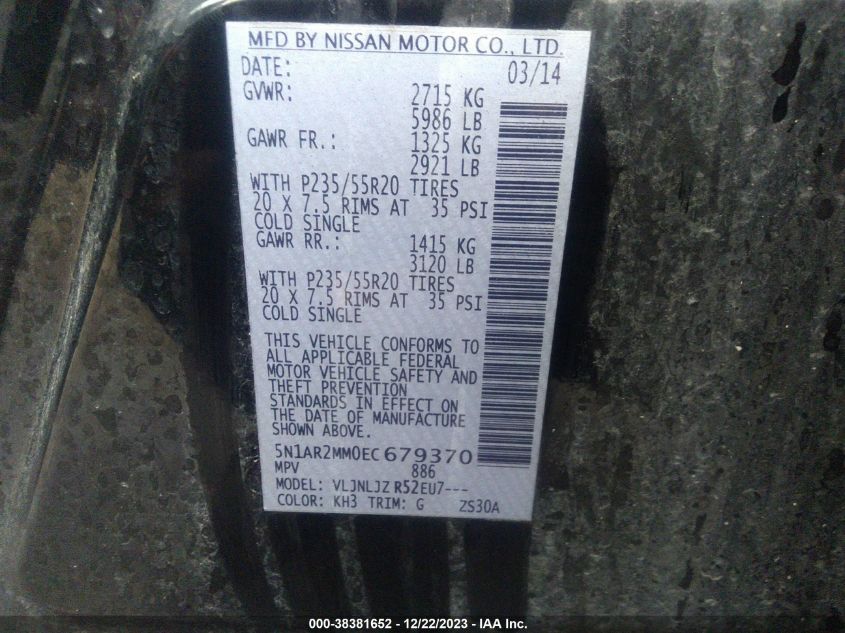 MFD BY NISSAN MOTOR CO., LTD.
DATE: 03/14
GVWR: 2715 KG
5986 LB
GAWR FR.: 1325 KG
2921 LB
WITH P235/55R20 TIRES
20 X 7.5 RIMS AT 35 PSI
COLD SINGLE
GAWR RR.: 1415 KG
3120 LB
WITH P235/55R20 TIRES
20 X 7.5 RIMS AT 35 PSI
COLD SINGLE
THIS VEHICLE CONFORMS TO
ALL APPLICABLE FEDERAL
MOTOR VEHICLE SAFETY AND
THEFT PREVENTION
STANDARDS IN EFFECT ON
THE DATE OF MANUFACTURE
SHOWN ABOVE.
5N1AR2MM0EC679370
MPV 886
MODEL: VLJNLJZ R52EU7---
COLOR: KH3 TRIM: G ZS30A
000-38381652 - 12/22/2023 - IAA Inc.